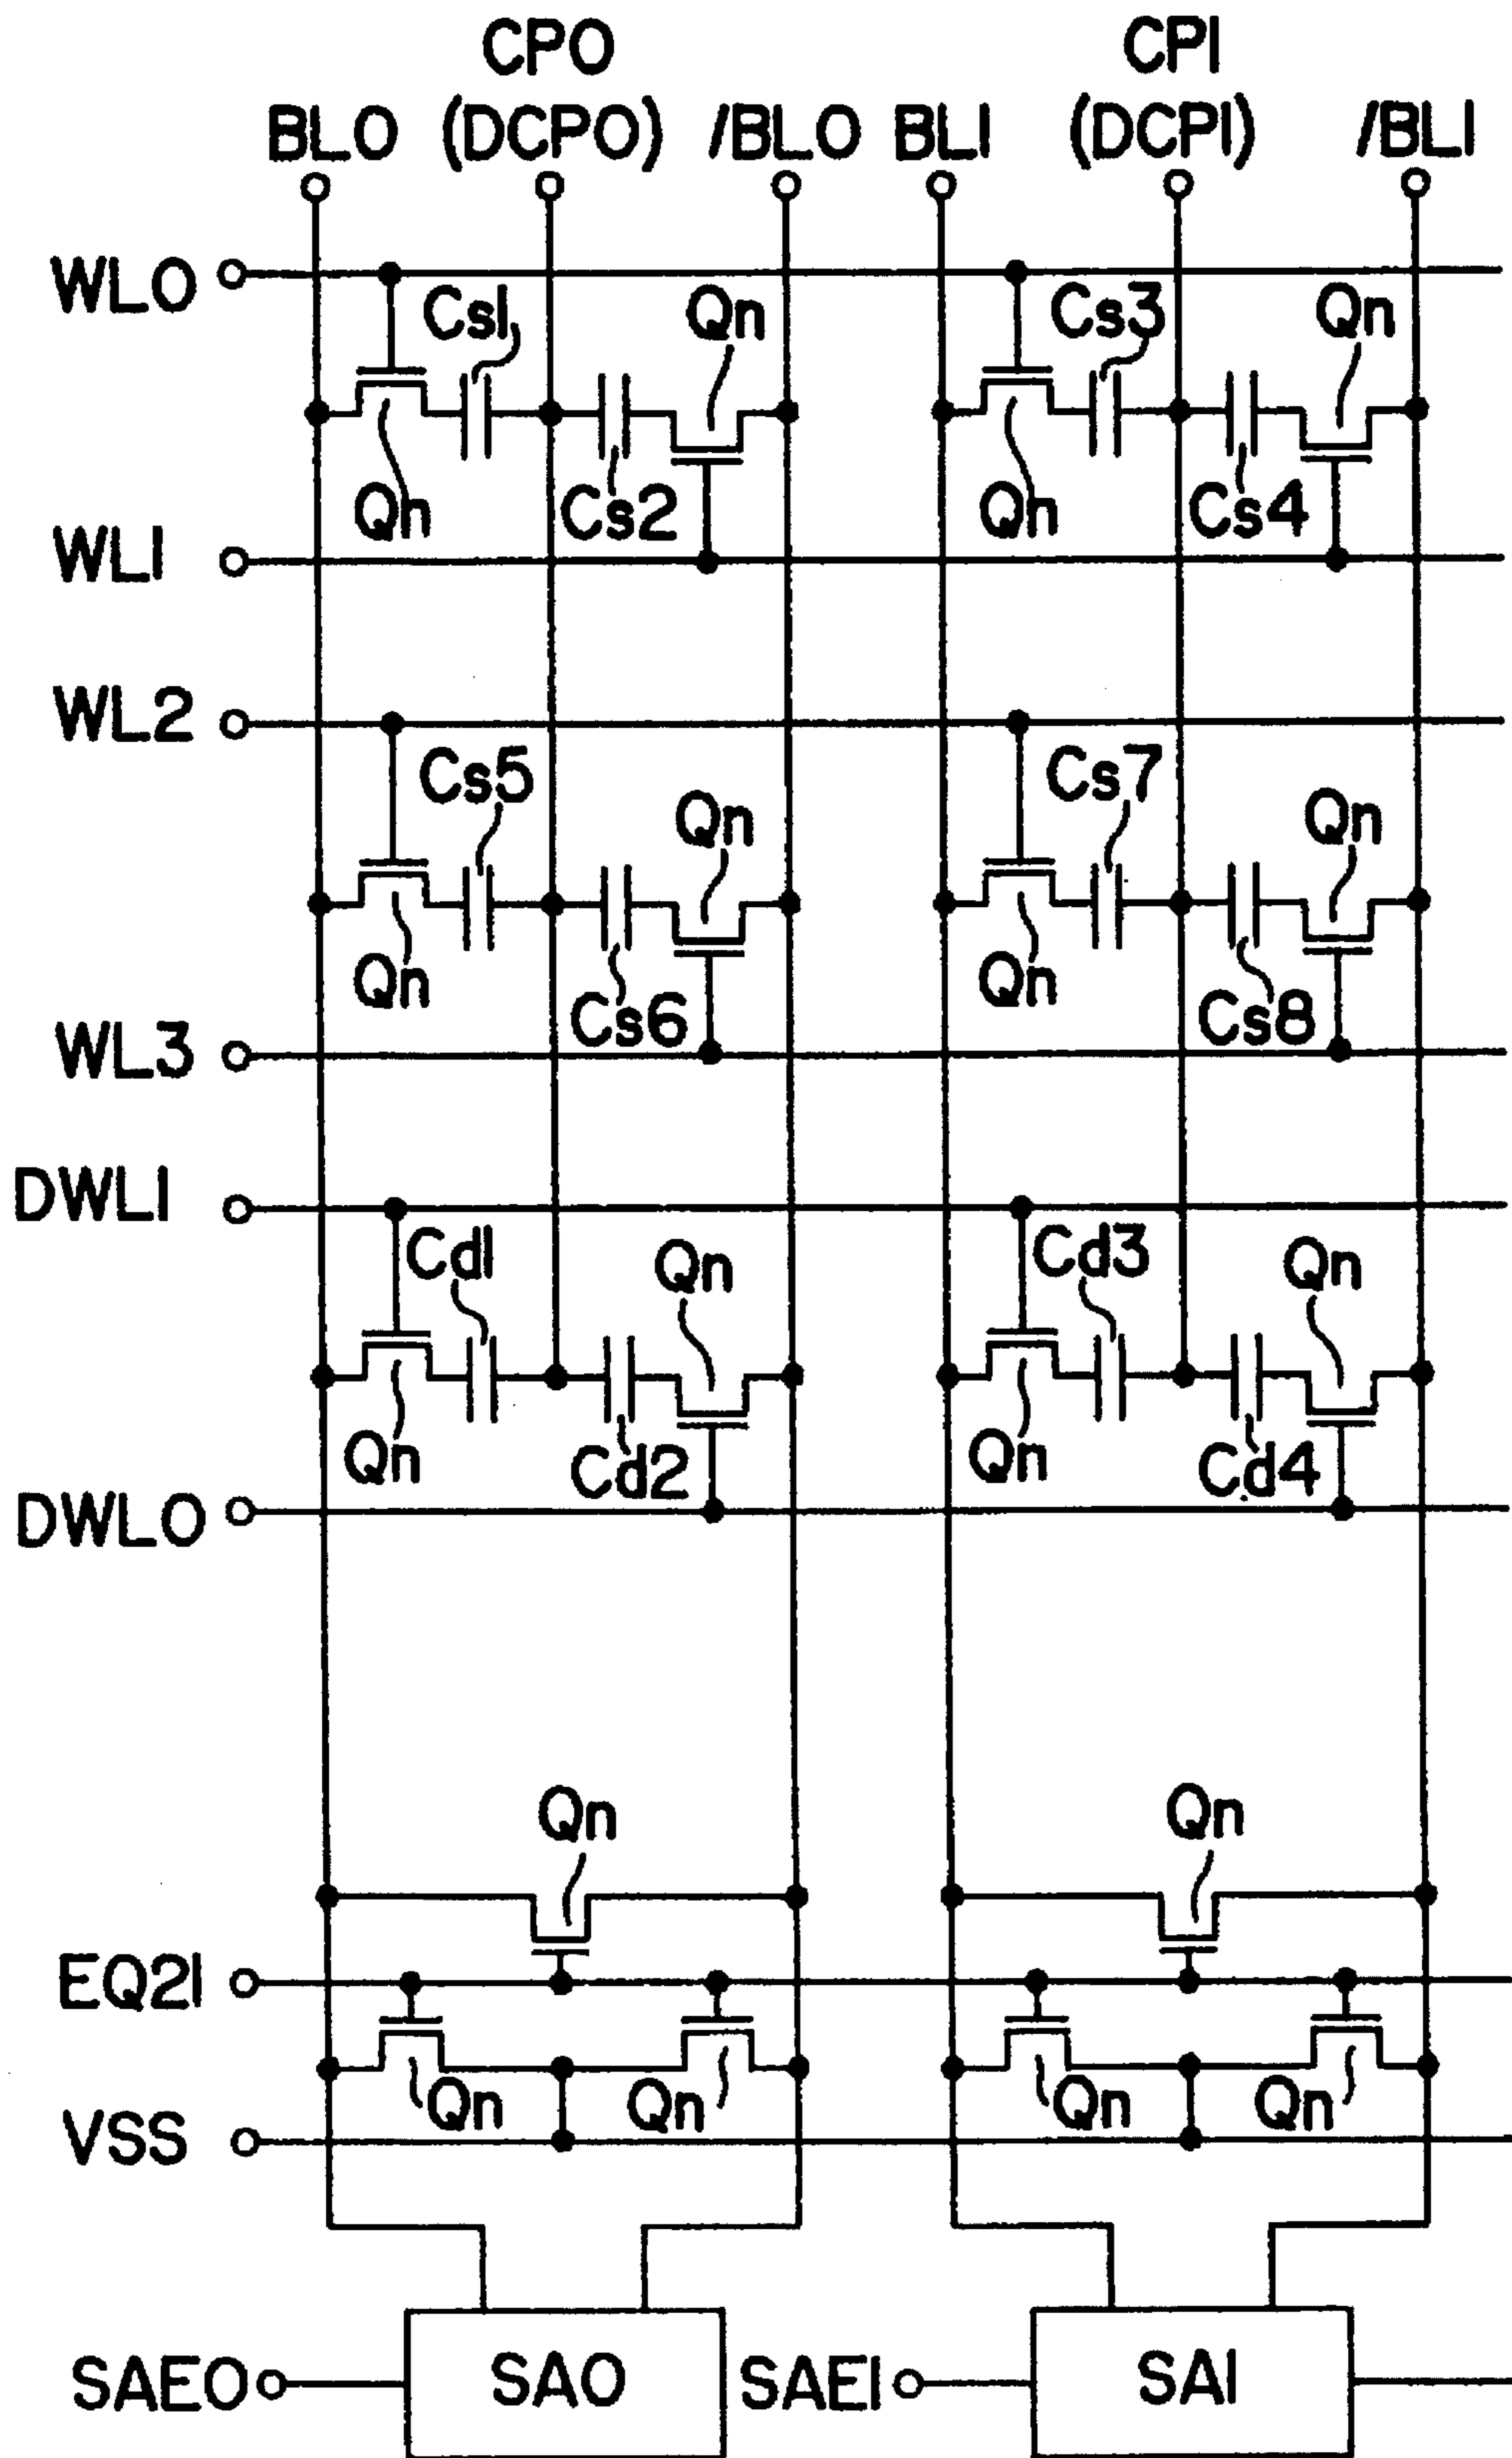 CP0 CP1
BL0 (DCP0) /BL0 BL1 (DCP1) /BL1
WL0
Cs1 Qn Cs3 Qn
Qn Cs2 Qn Cs4
WL1
WL2
Cs5 Qn Cs7 Qn
Qn Cs6 Qn Cs8
WL3
DWL1
Cd1 Qn Cd3 Qn
Qn Cd2 Qn Cd4
DWL0
Qn Qn
EQ21
Qn Qn Qn Qn
VSS
SAE0 SA0 SAE1 SA1